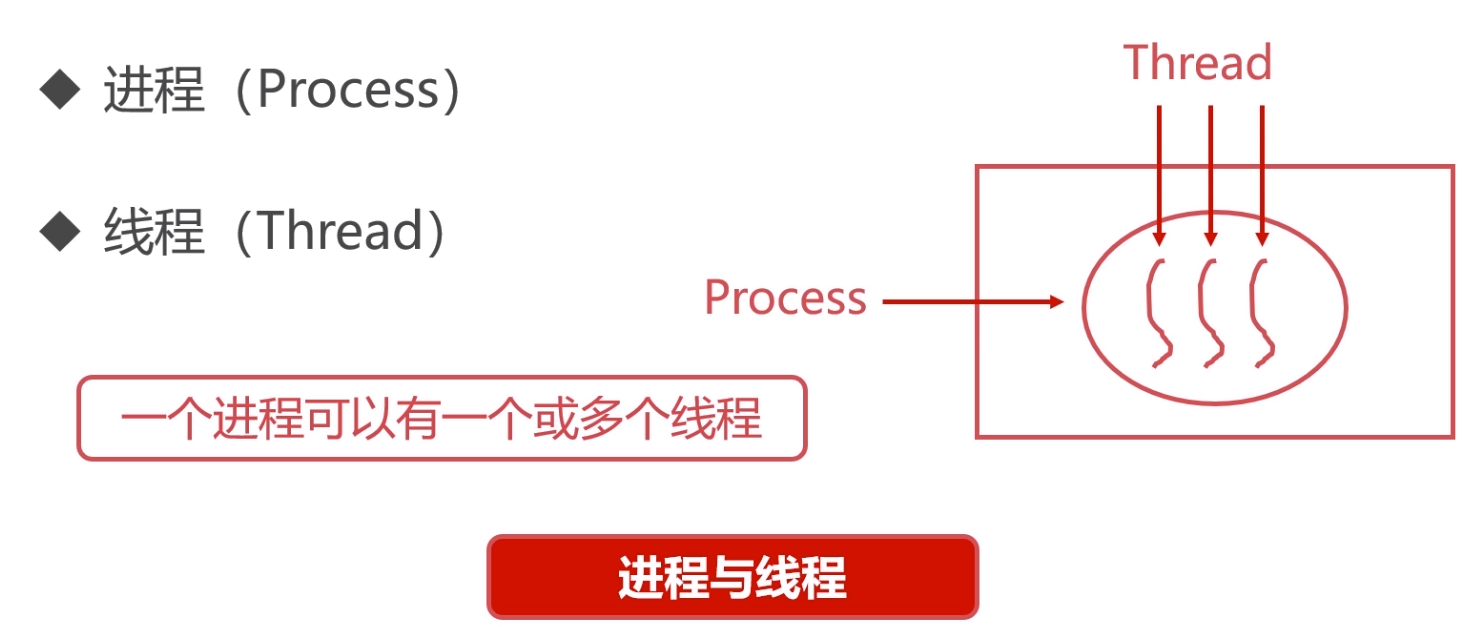 ◆ 进程（Process）
◆ 线程（Thread）
Thread
Process
一个进程可以有一个或多个线程
进程与线程